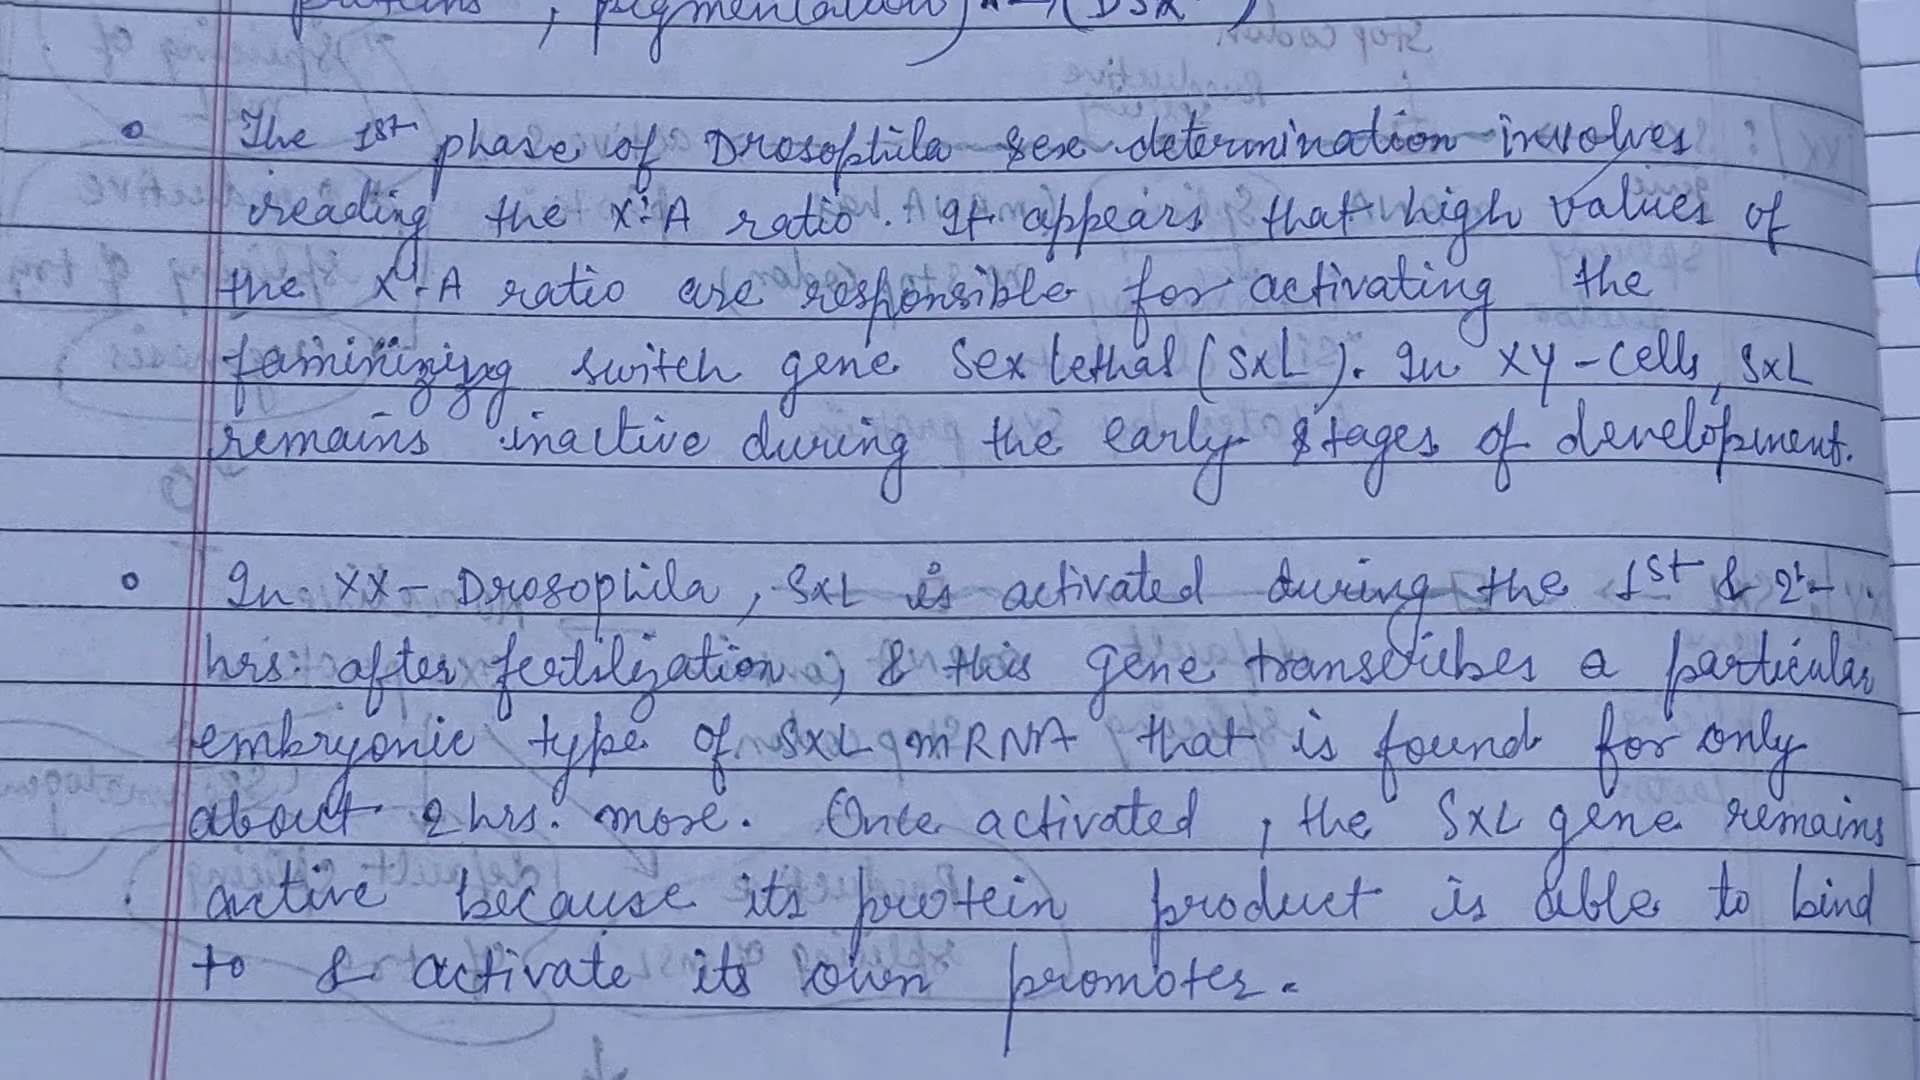 , pigmentation) (DSX
• The 1st phase of Drosophila sex determination involves
reading the X:A ratio. It appears that high values of
the X:A ratio are responsible for activating the
faminizing switch gene Sex lethal (SXL). In XY-cells, SXL
remains inactive during the early stages of development.
• In XX- Drosophila, SXL is activated during the 1st & 2
hrs. after fertilization, & this gene transcribes a particular
embryonic type of SXL mRNA that is found for only
about 2 hrs. more. Once activated, the SXL gene remains
active because its protein product is able to bind
to & activate its own promoter.